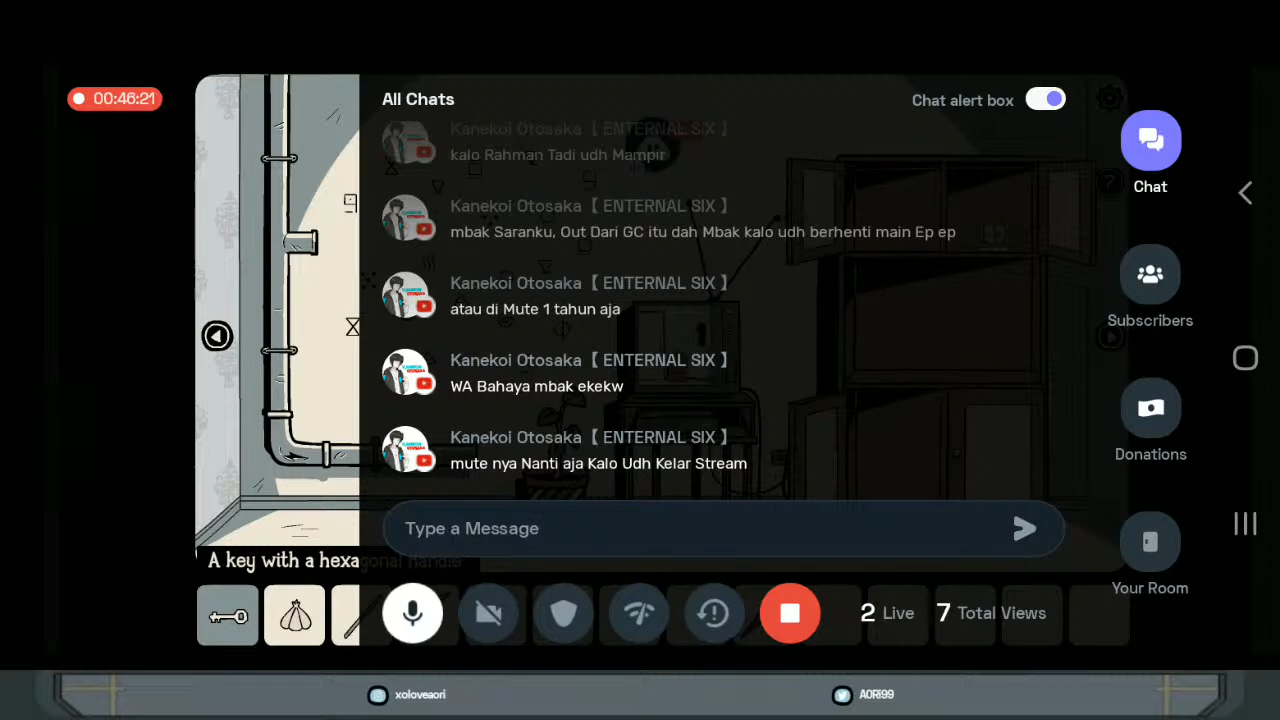 00:46:21
All Chats
Chat alert box
Kanekoi Otosaka【 ENTERNAL SIX 】
kalo Rahman Tadi udh Mampir
Kanekoi Otosaka【 ENTERNAL SIX 】
mbak Saranku, Out Dari GC itu dah Mbak kalo udh berhenti main Ep ep
Kanekoi Otosaka【 ENTERNAL SIX 】
atau di Mute 1 tahun aja
Kanekoi Otosaka【 ENTERNAL SIX 】
WA Bahaya mbak ekekw
Kanekoi Otosaka【 ENTERNAL SIX 】
mute nya Nanti aja Kalo Udh Kelar Stream
Type a Message
Chat
Subscribers
Donations
Your Room
A key with a hexagonal handle
2 Live 7 Total Views
xoloveaori
AORi99